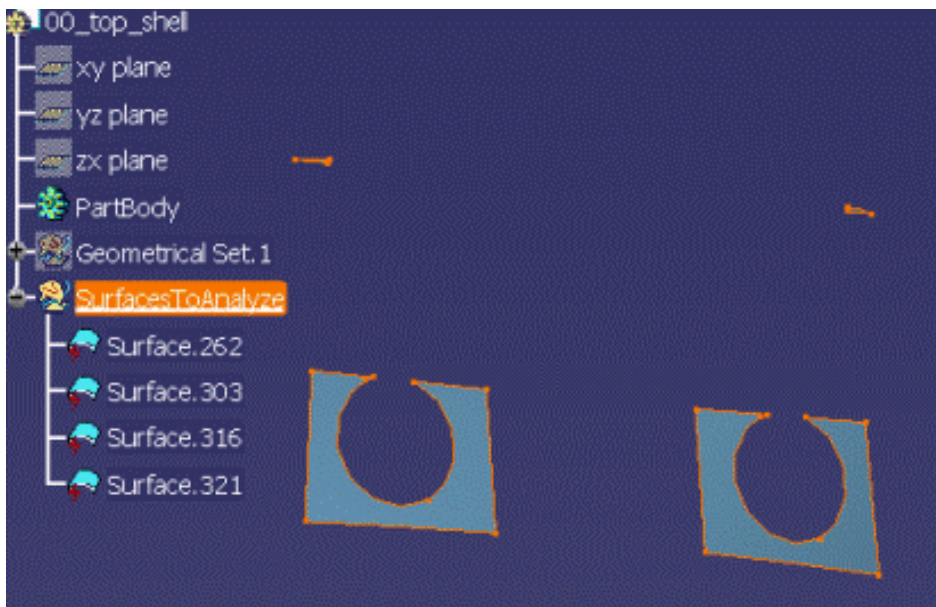 00_top_shell
xy plane
yz plane
zx plane
PartBody
Geometrical Set.1
SurfacesToAnalyze
Surface.262
Surface.303
Surface.316
Surface.321